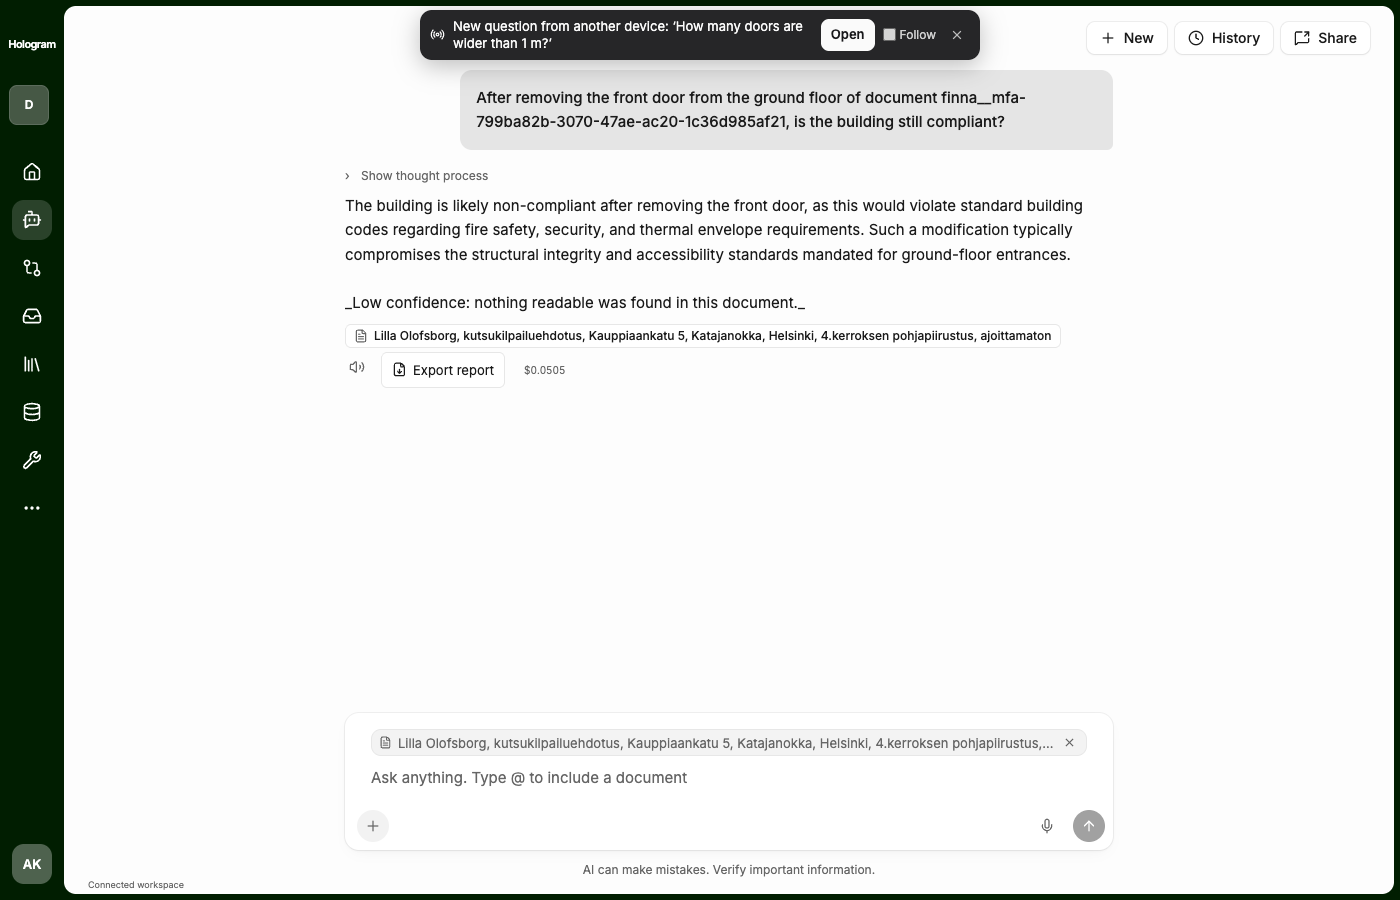 Hologram
New question from another device: ‘How many doors are
wider than 1 m?’
Open
Follow
New
History
Share
D
After removing the front door from the ground floor of document finna__mfa-
799ba82b-3070-47ae-ac20-1c36d985af21, is the building still compliant?
Show thought process
The building is likely non-compliant after removing the front door, as this would violate standard building
codes regarding fire safety, security, and thermal envelope requirements. Such a modification typically
compromises the structural integrity and accessibility standards mandated for ground-floor entrances.
_Low confidence: nothing readable was found in this document._
Lilla Olofsborg, kutsukilpailuehdotus, Kauppiaankatu 5, Katajanokka, Helsinki, 4.kerroksen pohjapiirustus, ajoittamaton
Export report
$0.0505
Lilla Olofsborg, kutsukilpailuehdotus, Kauppiaankatu 5, Katajanokka, Helsinki, 4.kerroksen pohjapiirustus,...
Ask anything. Type @ to include a document
AI can make mistakes. Verify important information.
AK
Connected workspace